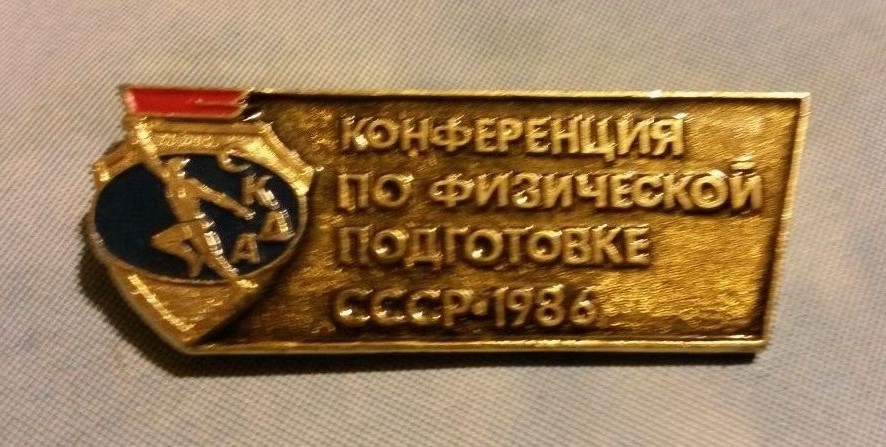 СКДА
КОНФЕРЕНЦИЯ
ПО ФИЗИЧЕСКОЙ
ПОДГОТОВКЕ
СССР·1986